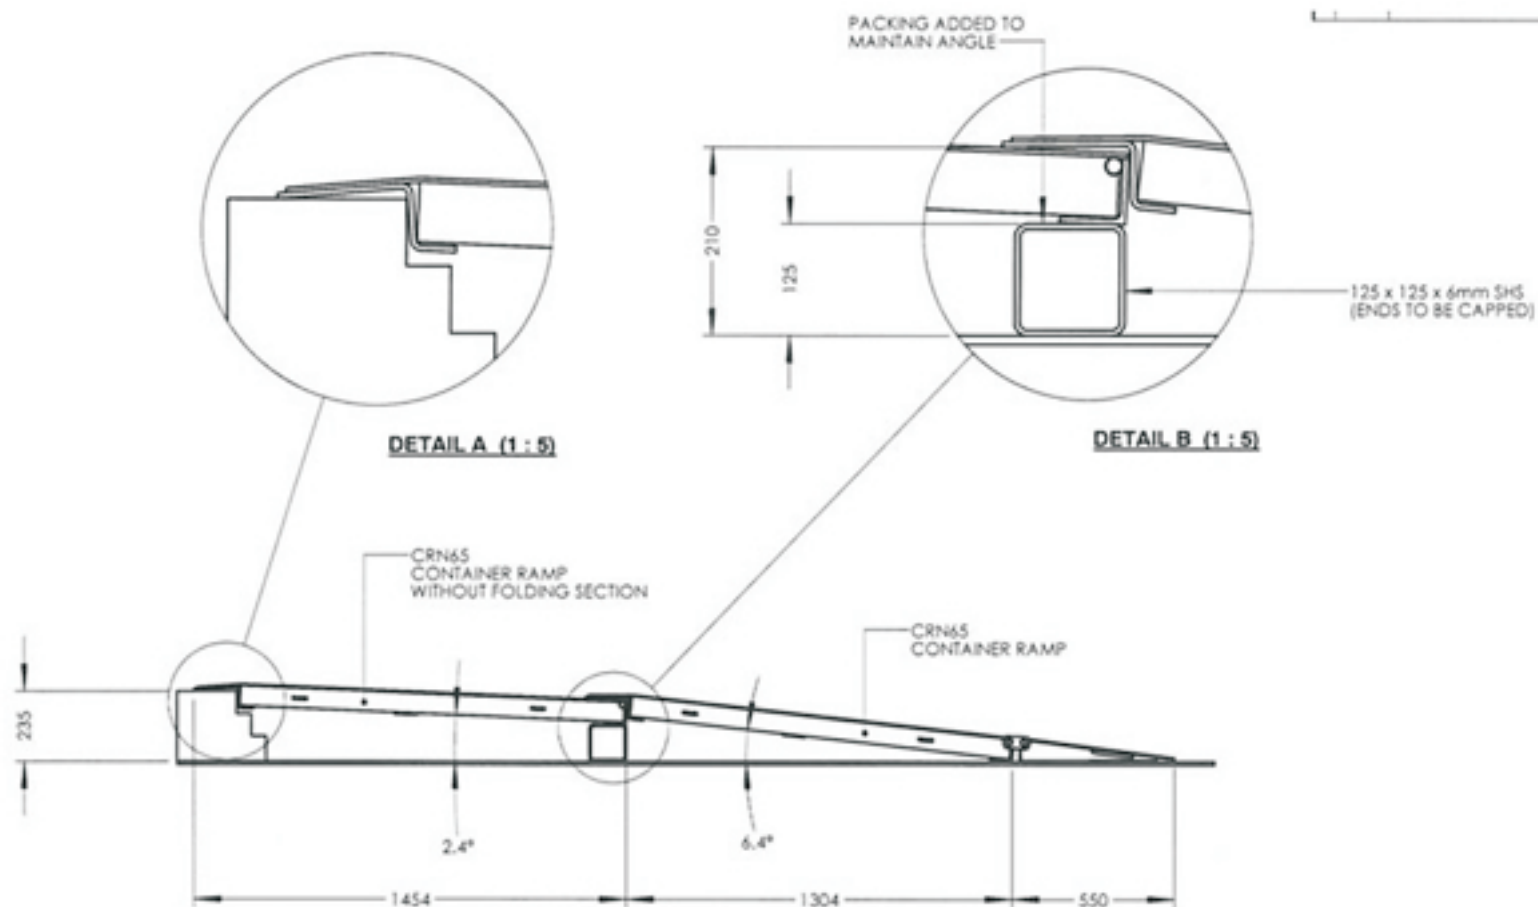 PACKING ADDED TO
MAINTAIN ANGLE
210
125
125 x 125 x 6mm SHS
(ENDS TO BE CAPPED)
DETAIL A (1 : 5)
DETAIL B (1 : 5)
CRN65
CONTAINER RAMP
WITHOUT FOLDING SECTION
CRN65
CONTAINER RAMP
235
2.4°
6.4°
1454
1304
550